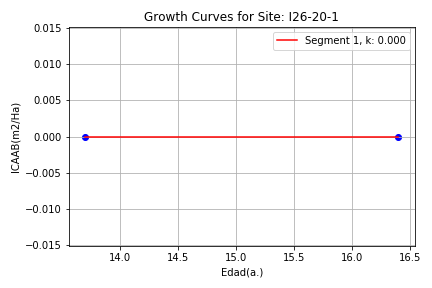 Growth Curves for Site: I26-20-1
Segment 1, k: 0.000
ICAAB(m2/Ha)
0.015
0.010
0.005
0.000
−0.005
−0.010
−0.015
14.0 14.5 15.0 15.5 16.0 16.5
Edad(a.)